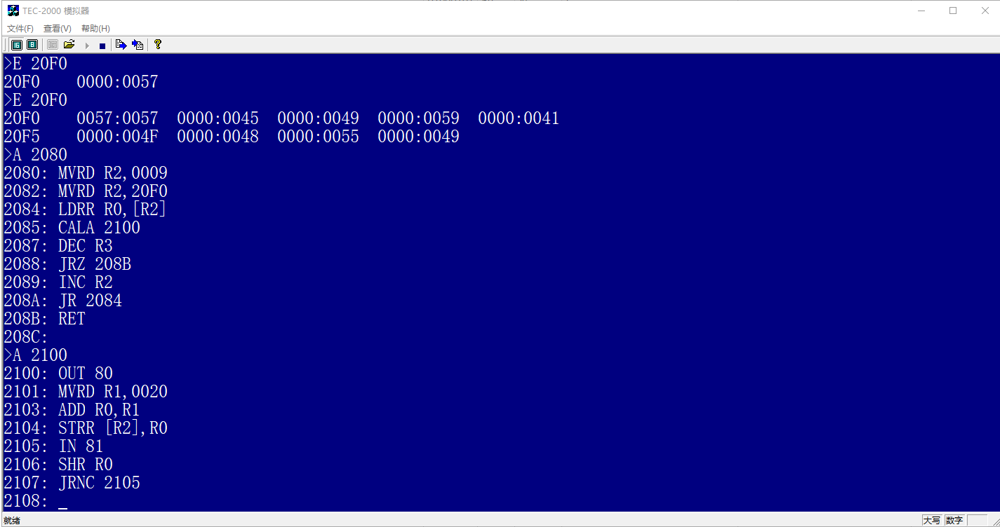 TEC-2000 模拟器
文件(F) 查看(V) 帮助(H)
16 8
>E 20F0
20F0 0000:0057
>E 20F0
20F0 0057:0057 0000:0045 0000:0049 0000:0059 0000:0041
20F5 0000:004F 0000:0048 0000:0055 0000:0049
>A 2080
2080: MVRD R2,0009
2082: MVRD R2,20F0
2084: LDRR R0,[R2]
2085: CALA 2100
2087: DEC R3
2088: JRZ 208B
2089: INC R2
208A: JR 2084
208B: RET
208C:
>A 2100
2100: OUT 80
2101: MVRD R1,0020
2103: ADD R0,R1
2104: STRR [R2],R0
2105: IN 81
2106: SHR R0
2107: JRNC 2105
2108: _
就绪 大写 数字